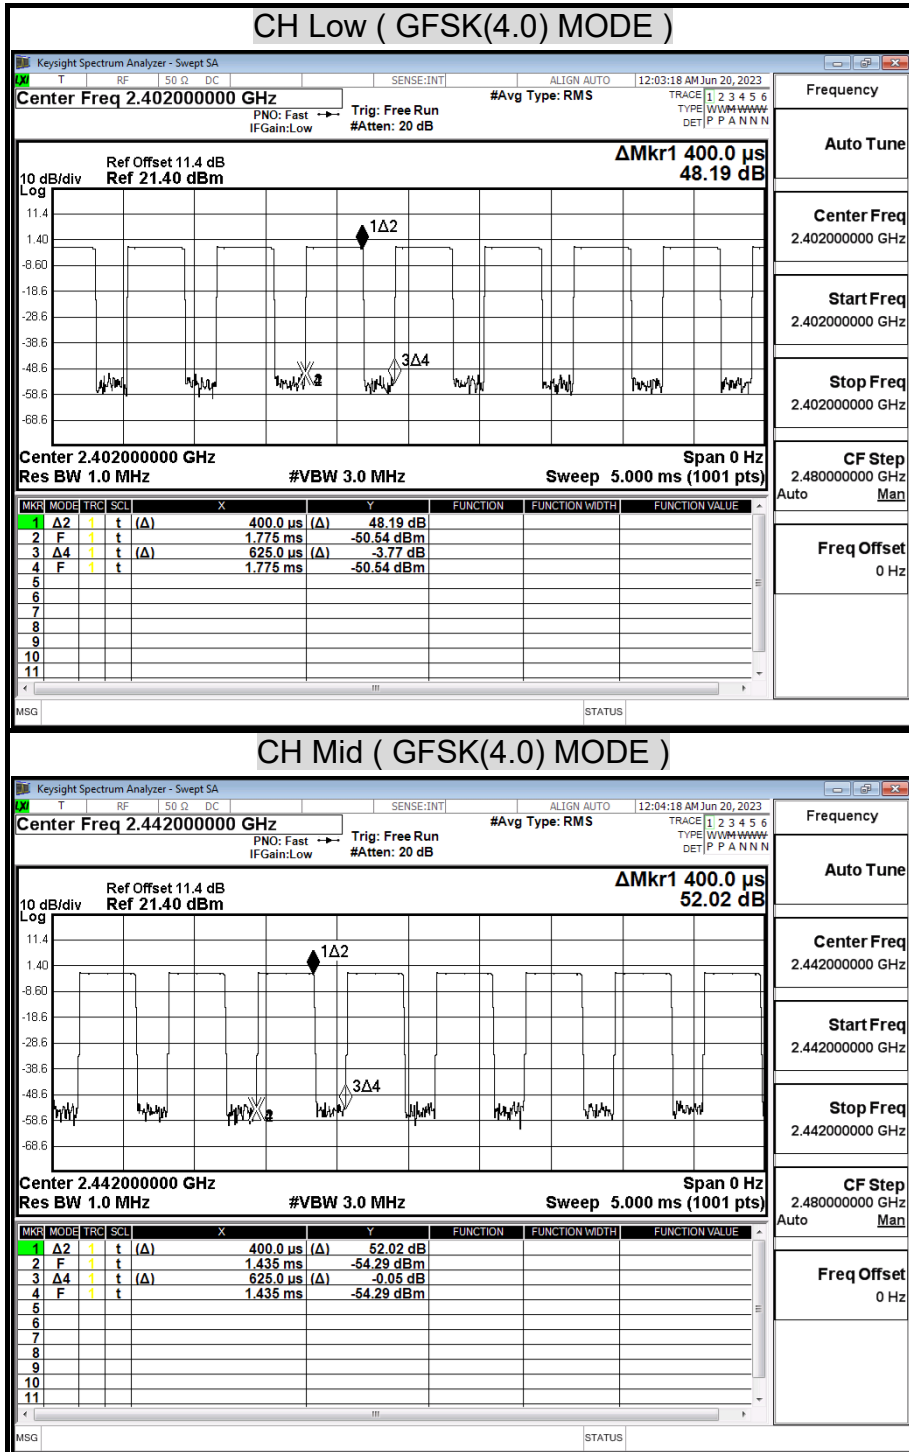 CH Low ( GFSK(4.0) MODE )
Keysight Spectrum Analyzer - Swept SA
LXI T RF 50 Ω DC SENSE:INT ALIGN AUTO 12:03:18 AM Jun 20, 2023
Center Freq 2.402000000 GHz #Avg Type: RMS TRACE 1 2 3 4 5 6
PNO: Fast Trig: Free Run TYPE WWMWWWW
IFGain:Low #Atten: 20 dB DET P P A N N N
Frequency
Auto Tune
Center Freq
2.402000000 GHz
Start Freq
2.402000000 GHz
Stop Freq
2.402000000 GHz
CF Step
2.480000000 GHz
Auto Man
Freq Offset
0 Hz
ΔMkr1 400.0 µs
48.19 dB
Ref Offset 11.4 dB
10 dB/div Ref 21.40 dBm
Log
11.4
1.40
-8.60
-18.6
-28.6
-38.6
-48.6
-58.6
-68.6
1Δ2
3Δ4
Center 2.402000000 GHz Span 0 Hz
Res BW 1.0 MHz #VBW 3.0 MHz Sweep 5.000 ms (1001 pts)
MKR MODE TRC SCL X Y FUNCTION FUNCTION WIDTH FUNCTION VALUE
1 Δ2 1 t (Δ) 400.0 µs (Δ) 48.19 dB
2 F 1 t 1.775 ms -50.54 dBm
3 Δ4 1 t (Δ) 625.0 µs (Δ) -3.77 dB
4 F 1 t 1.775 ms -50.54 dBm
5
6
7
8
9
10
11
MSG STATUS
CH Mid ( GFSK(4.0) MODE )
Keysight Spectrum Analyzer - Swept SA
LXI T RF 50 Ω DC SENSE:INT ALIGN AUTO 12:04:18 AM Jun 20, 2023
Center Freq 2.442000000 GHz #Avg Type: RMS TRACE 1 2 3 4 5 6
PNO: Fast Trig: Free Run TYPE WWMWWWW
IFGain:Low #Atten: 20 dB DET P P A N N N
Frequency
Auto Tune
Center Freq
2.442000000 GHz
Start Freq
2.442000000 GHz
Stop Freq
2.442000000 GHz
CF Step
2.480000000 GHz
Auto Man
Freq Offset
0 Hz
ΔMkr1 400.0 µs
52.02 dB
Ref Offset 11.4 dB
10 dB/div Ref 21.40 dBm
Log
11.4
1.40
-8.60
-18.6
-28.6
-38.6
-48.6
-58.6
-68.6
1Δ2
3Δ4
Center 2.442000000 GHz Span 0 Hz
Res BW 1.0 MHz #VBW 3.0 MHz Sweep 5.000 ms (1001 pts)
MKR MODE TRC SCL X Y FUNCTION FUNCTION WIDTH FUNCTION VALUE
1 Δ2 1 t (Δ) 400.0 µs (Δ) 52.02 dB
2 F 1 t 1.435 ms -54.29 dBm
3 Δ4 1 t (Δ) 625.0 µs (Δ) -0.05 dB
4 F 1 t 1.435 ms -54.29 dBm
5
6
7
8
9
10
11
MSG STATUS